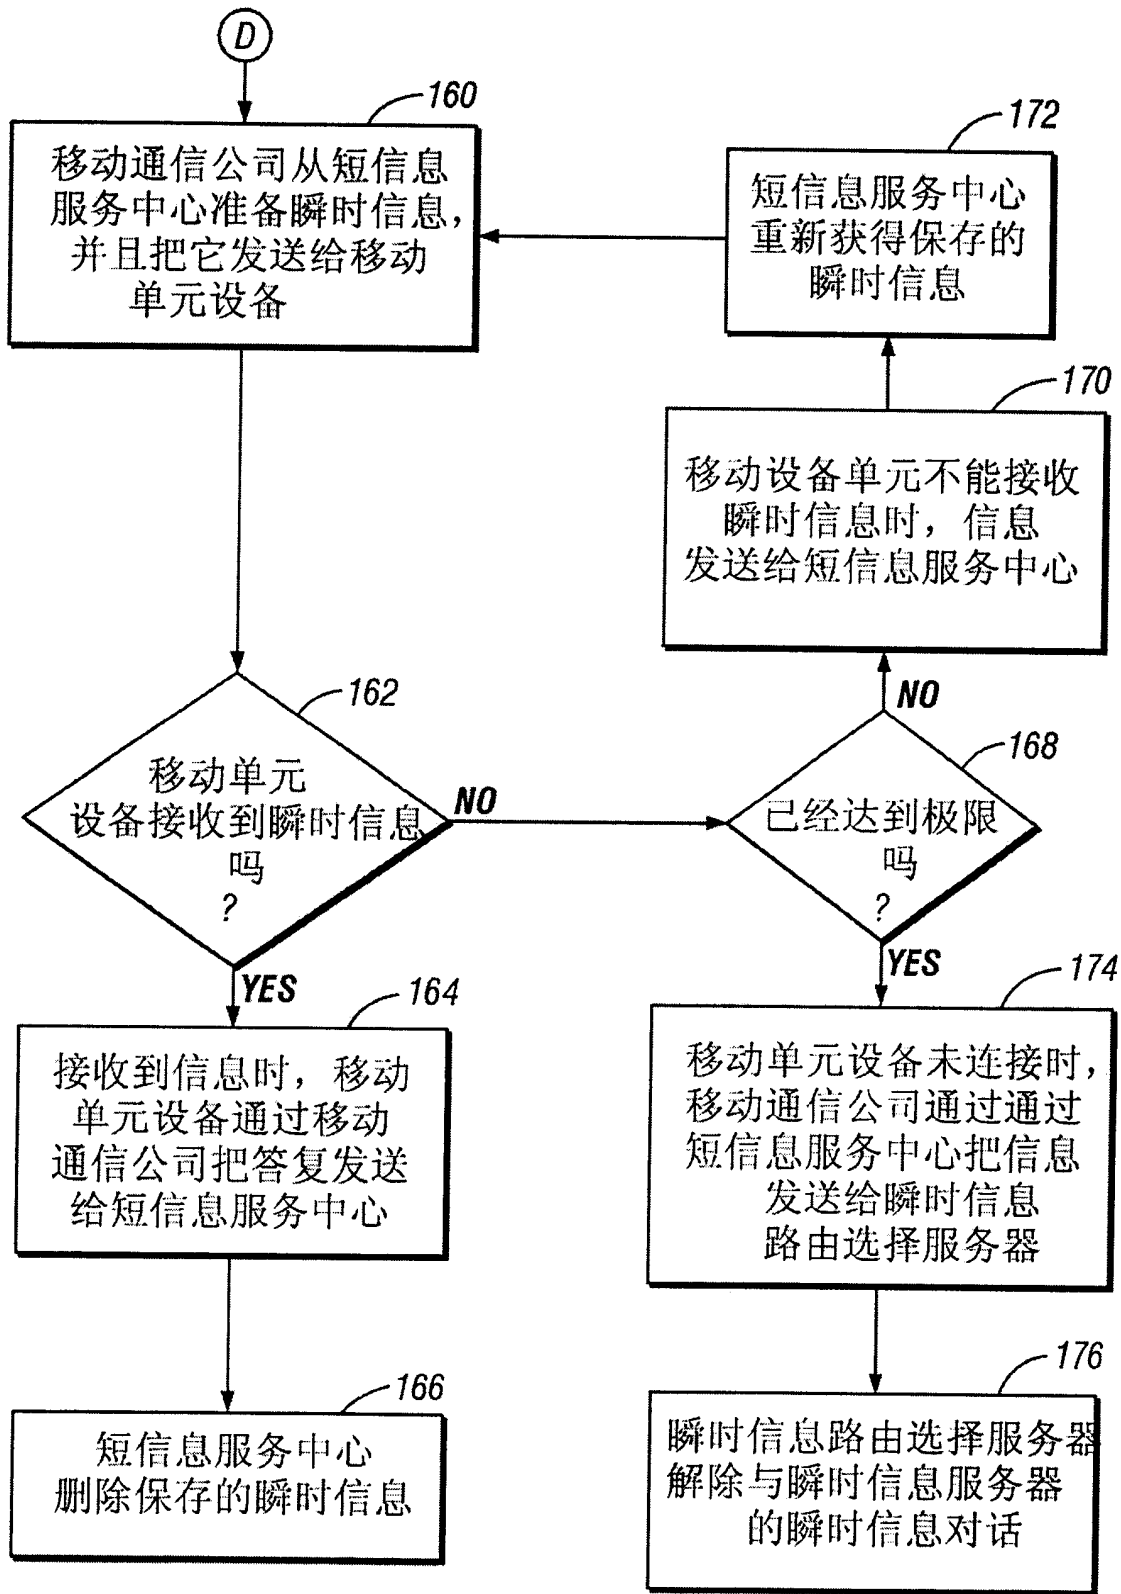 D
160
移动通信公司从短信息
服务中心准备瞬时信息，
并且把它发送给移动
单元设备
172
短信息服务中心
重新获得保存的
瞬时信息
170
移动设备单元不能接收
瞬时信息时，信息
发送给短信息服务中心
NO
162
移动单元
设备接收到瞬时信息
吗
?
NO
168
已经达到极限
吗
?
YES
YES
164
接收到信息时，移动
单元设备通过移动
通信公司把答复发送
给短信息服务中心
174
移动单元设备未连接时，
移动通信公司通过通过
短信息服务中心把信息
发送给瞬时信息
路由选择服务器
166
短信息服务中心
删除保存的瞬时信息
176
瞬时信息路由选择服务器
解除与瞬时信息服务器
的瞬时信息对话